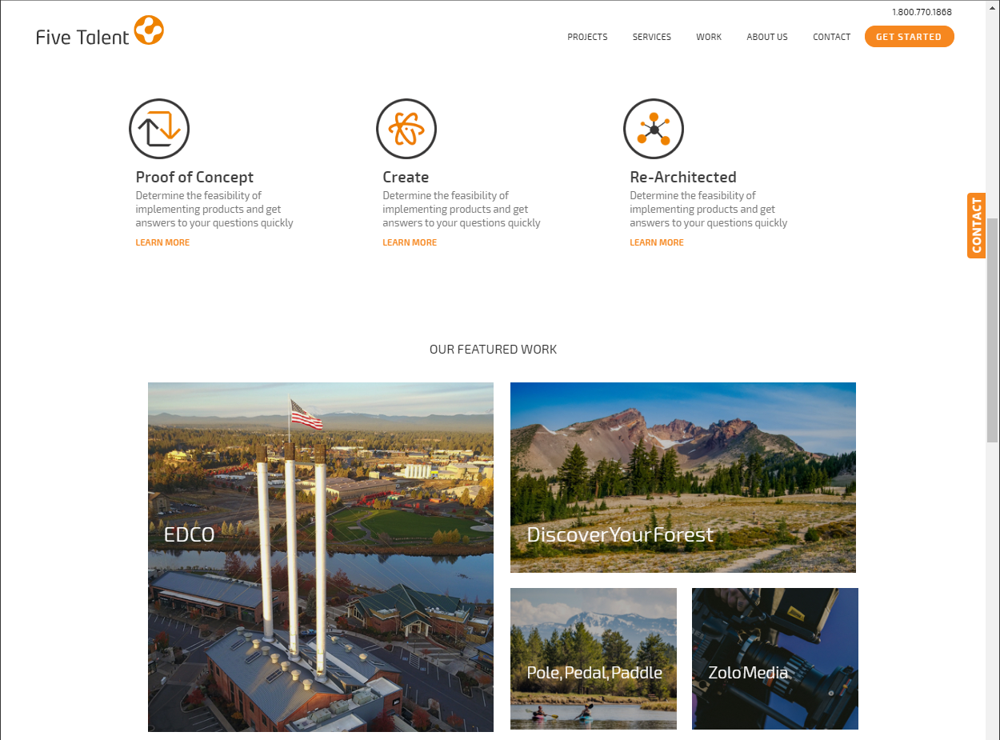 1.800.770.1868
Five Talent
PROJECTS
SERVICES
WORK
ABOUT US
CONTACT
GET STARTED
Proof of Concept
Determine the feasibility of
implementing products and get
answers to your questions quickly
LEARN MORE
Create
Determine the feasibility of
implementing products and get
answers to your questions quickly
LEARN MORE
Re-Architected
Determine the feasibility of
implementing products and get
answers to your questions quickly
LEARN MORE
CONTACT
OUR FEATURED WORK
EDCO
DiscoverYourForest
Pole,Pedal,Paddle
ZoloMedia